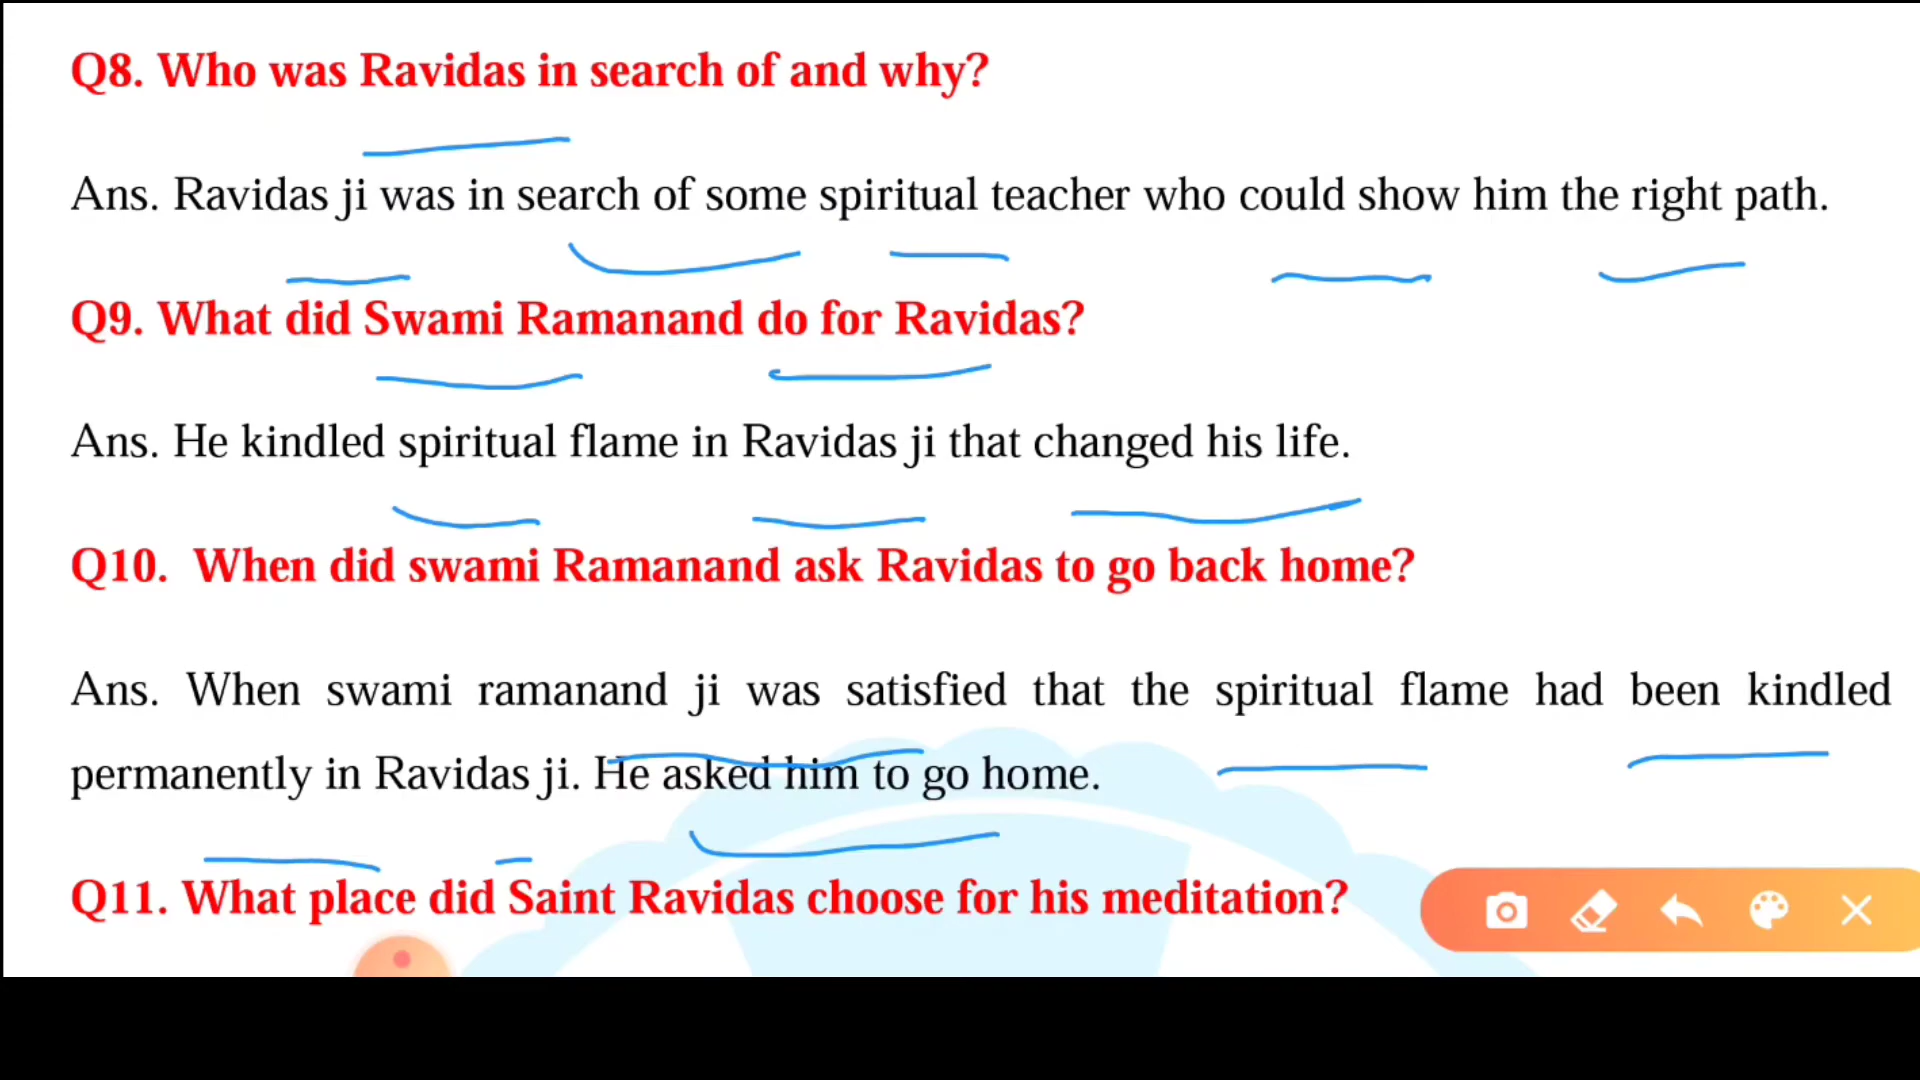 Q8. Who was Ravidas in search of and why?
Ans. Ravidas ji was in search of some spiritual teacher who could show him the right path.
Q9. What did Swami Ramanand do for Ravidas?
Ans. He kindled spiritual flame in Ravidas ji that changed his life.
Q10. When did swami Ramanand ask Ravidas to go back home?
Ans. When swami ramanand ji was satisfied that the spiritual flame had been kindled
permanently in Ravidas ji. He asked him to go home.
Q11. What place did Saint Ravidas choose for his meditation?